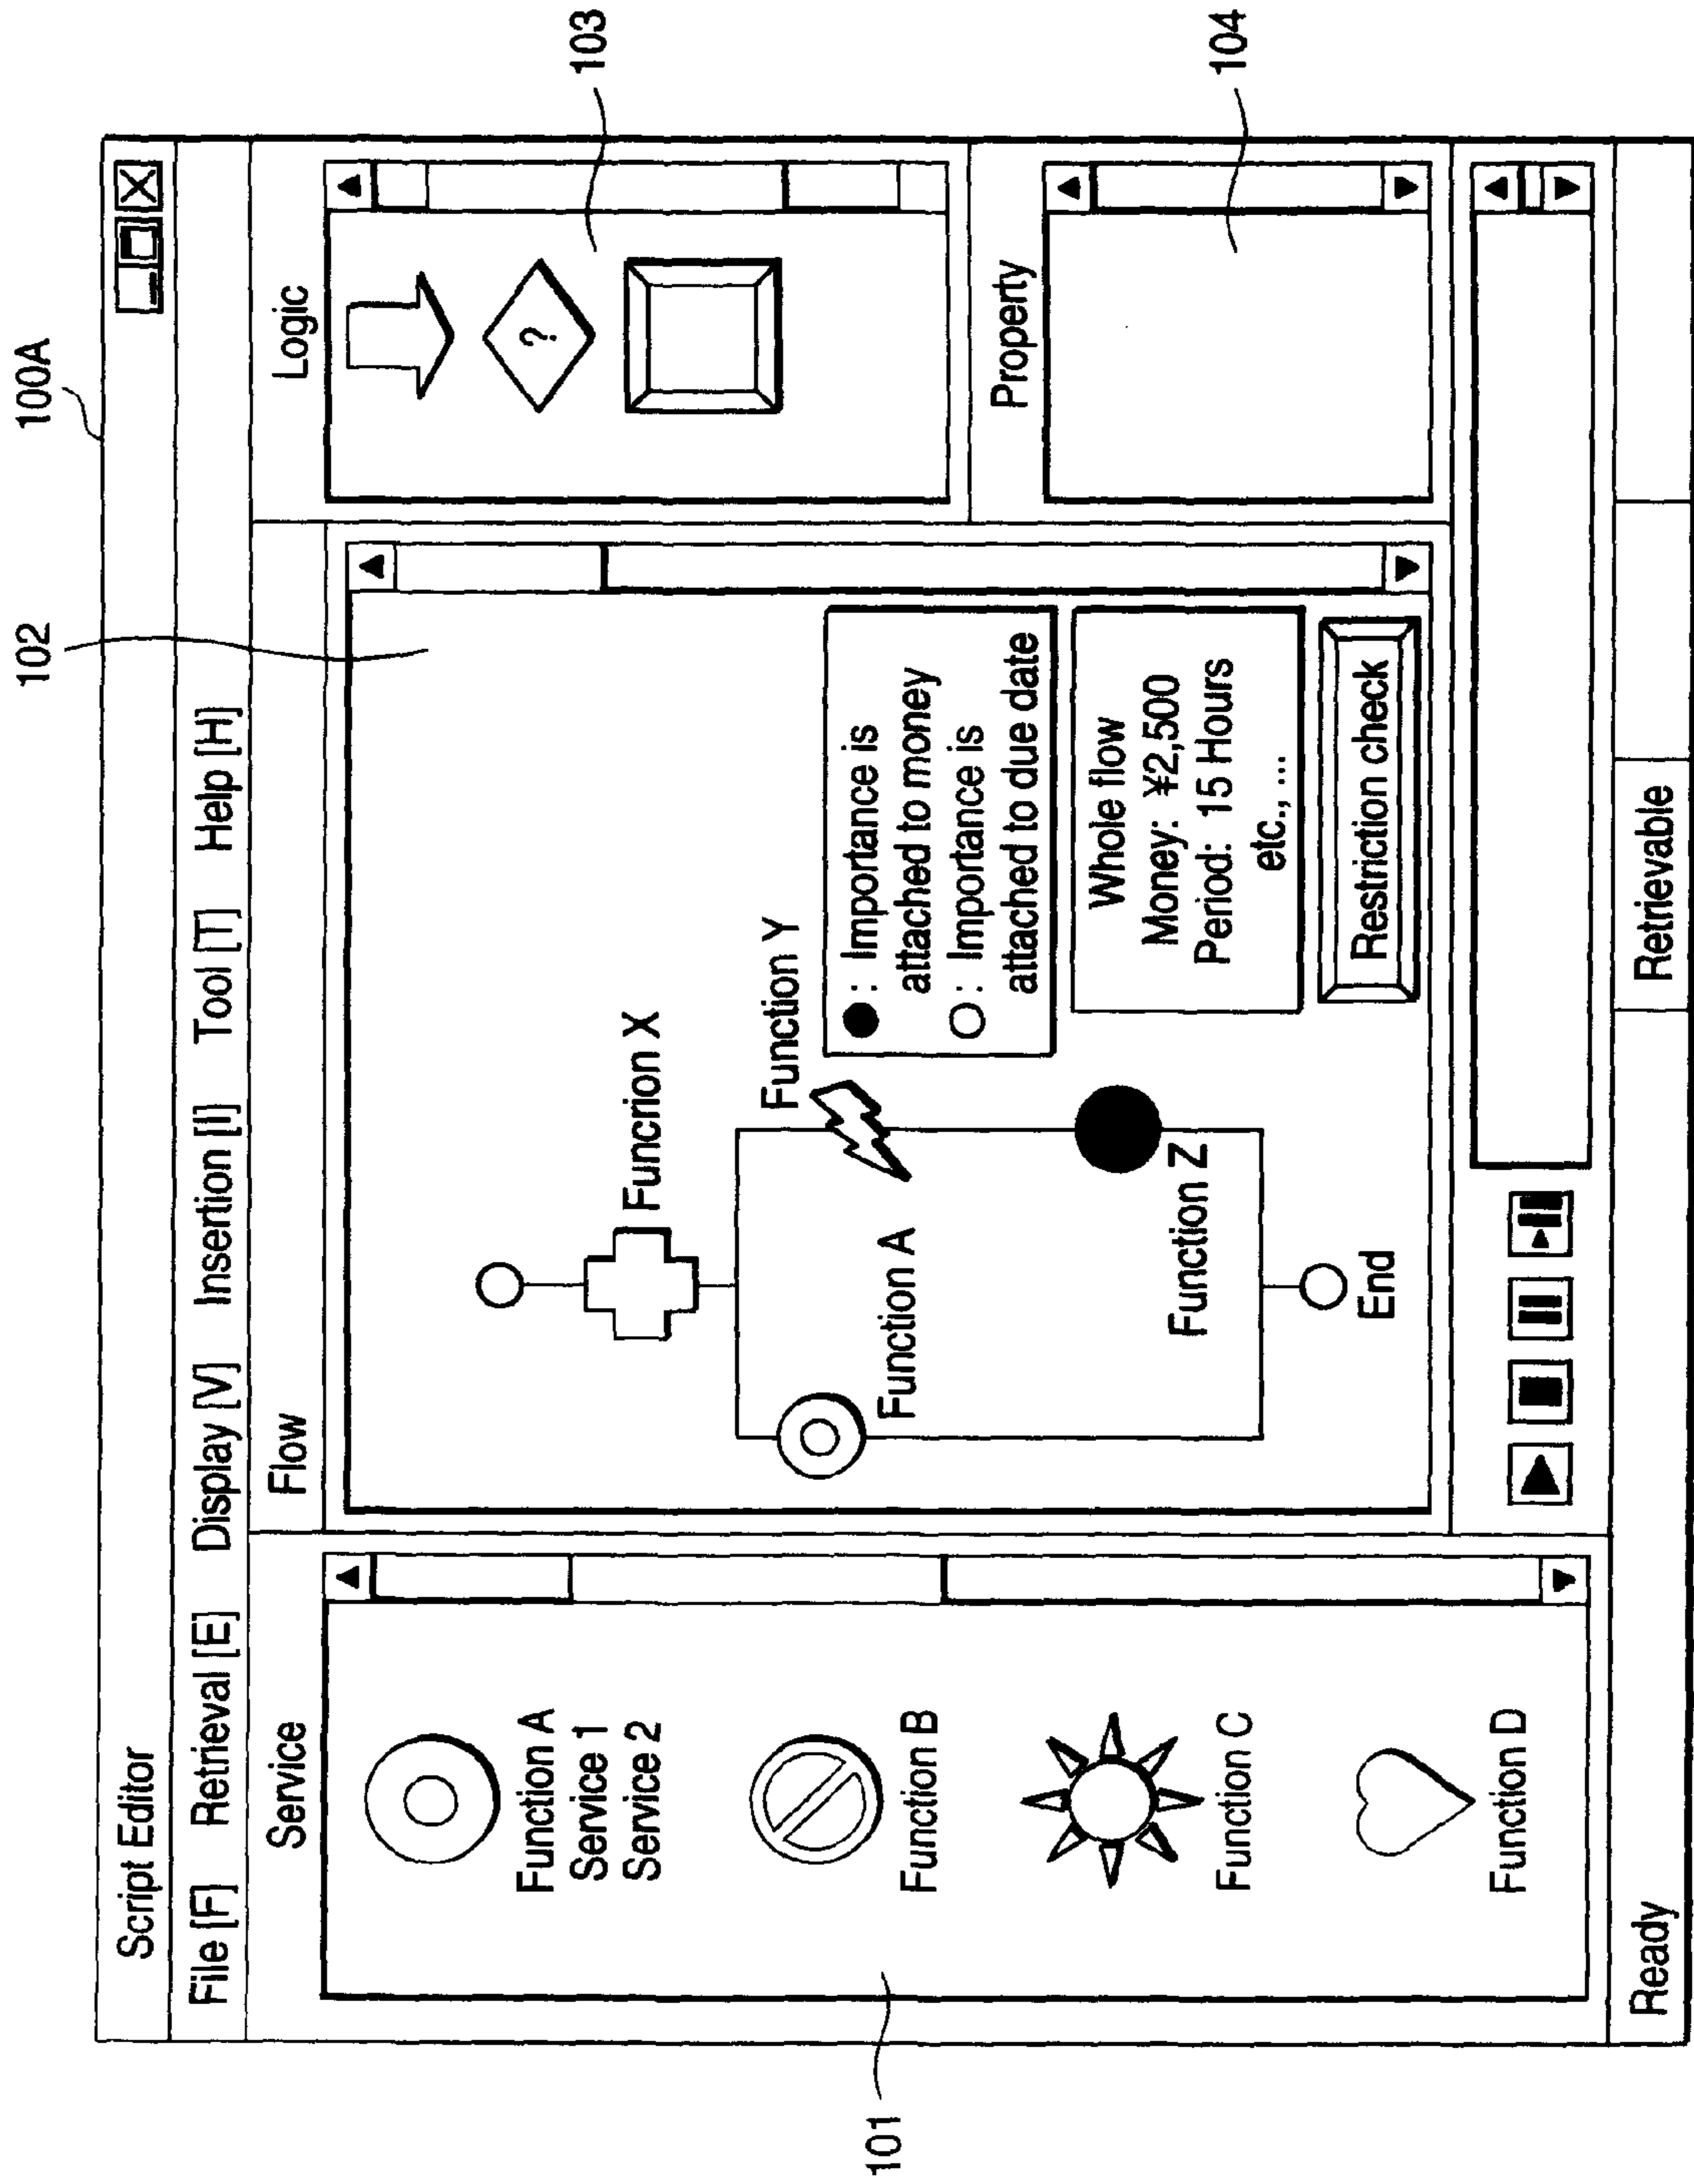 100A
102
Script Editor
File [F] Retrieval [E] Display [V] Insertion [I] Tool [T] Help [H]
Service
Function A
Service 1
Service 2
Function B
Function C
Function D
101
Flow
Funcrion X
Function Y
Function A
Function Z
End
: Importance is
attached to money
: Importance is
attached to due date
Whole flow
Money: ¥2,500
Period: 15 Hours
etc., ...
Restriction check
Logic
?
103
Property
104
Ready
Retrievable